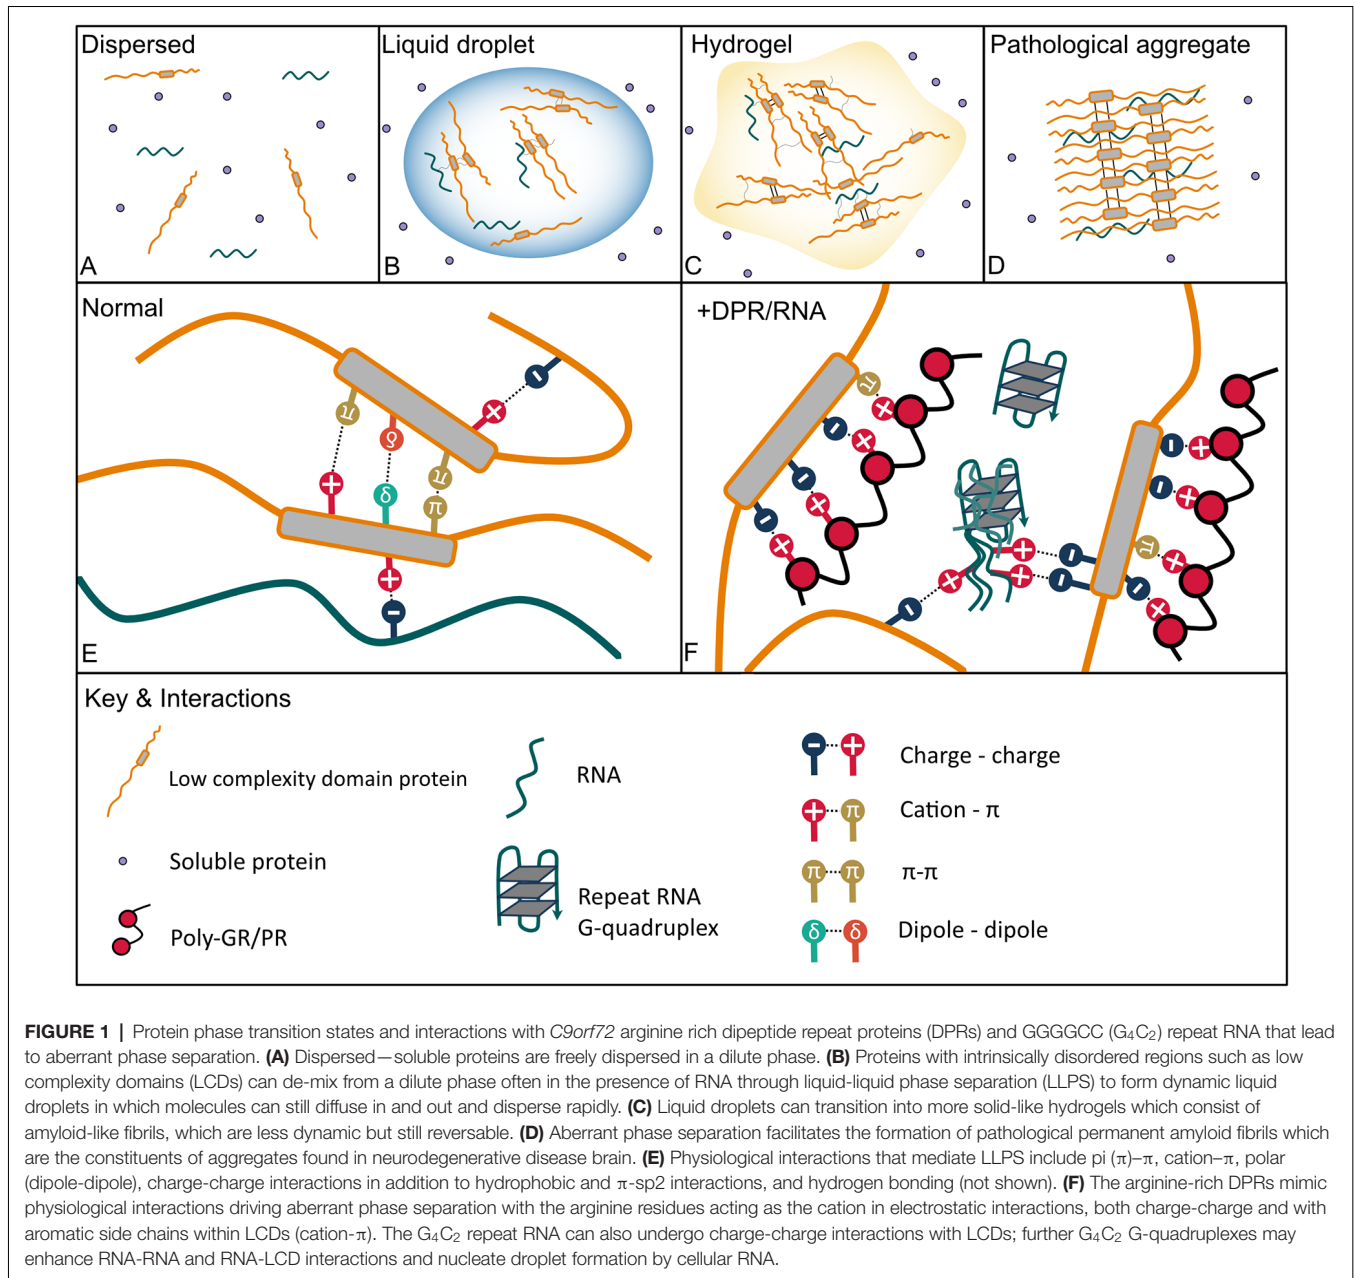 Dispersed
A
Liquid droplet
B
Hydrogel
C
Pathological aggregate
D
Normal
π
δ
π
+
δ
π
+
−
+
−
E
+DPR/RNA
π
+
−
+
−
+
−
+
+
−
+
−
+
−
−
+
−
+
π
+
−
+
F
Key & Interactions
Low complexity domain protein
Soluble protein
Poly-GR/PR
RNA
Repeat RNA
G-quadruplex
− + Charge - charge
+ π Cation - π
π π π-π
δ δ Dipole - dipole
FIGURE 1 | Protein phase transition states and interactions with C9orf72 arginine rich dipeptide repeat proteins (DPRs) and GGGGCC (G₄C₂) repeat RNA that lead
to aberrant phase separation. (A) Dispersed—soluble proteins are freely dispersed in a dilute phase. (B) Proteins with intrinsically disordered regions such as low
complexity domains (LCDs) can de-mix from a dilute phase often in the presence of RNA through liquid-liquid phase separation (LLPS) to form dynamic liquid
droplets in which molecules can still diffuse in and out and disperse rapidly. (C) Liquid droplets can transition into more solid-like hydrogels which consist of
amyloid-like fibrils, which are less dynamic but still reversable. (D) Aberrant phase separation facilitates the formation of pathological permanent amyloid fibrils which
are the constituents of aggregates found in neurodegenerative disease brain. (E) Physiological interactions that mediate LLPS include pi (π)–π, cation–π, polar
(dipole-dipole), charge-charge interactions in addition to hydrophobic and π-sp2 interactions, and hydrogen bonding (not shown). (F) The arginine-rich DPRs mimic
physiological interactions driving aberrant phase separation with the arginine residues acting as the cation in electrostatic interactions, both charge-charge and with
aromatic side chains within LCDs (cation-π). The G₄C₂ repeat RNA can also undergo charge-charge interactions with LCDs; further G₄C₂ G-quadruplexes may
enhance RNA-RNA and RNA-LCD interactions and nucleate droplet formation by cellular RNA.